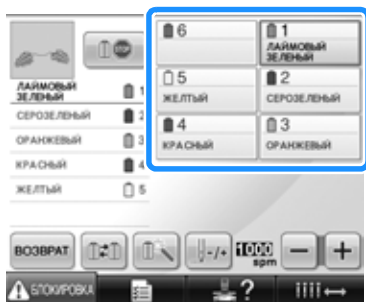 6
1
ЛАЙМОВЫЙ
ЗЕЛЕНЫЙ
5
ЖЕЛТЫЙ
2
СЕРОЗЕЛЕНЫЙ
4
КРАСНЫЙ
3
ОРАНЖЕВЫЙ
ЛАЙМОВЫЙ
ЗЕЛЕНЫЙ 1
СЕРОЗЕЛЕНЫЙ 2
ОРАНЖЕВЫЙ 3
КРАСНЫЙ 4
ЖЕЛТЫЙ 5
ВОЗВРАТ
-/+
1000
spm
- +
БЛОКИРОВКА
?